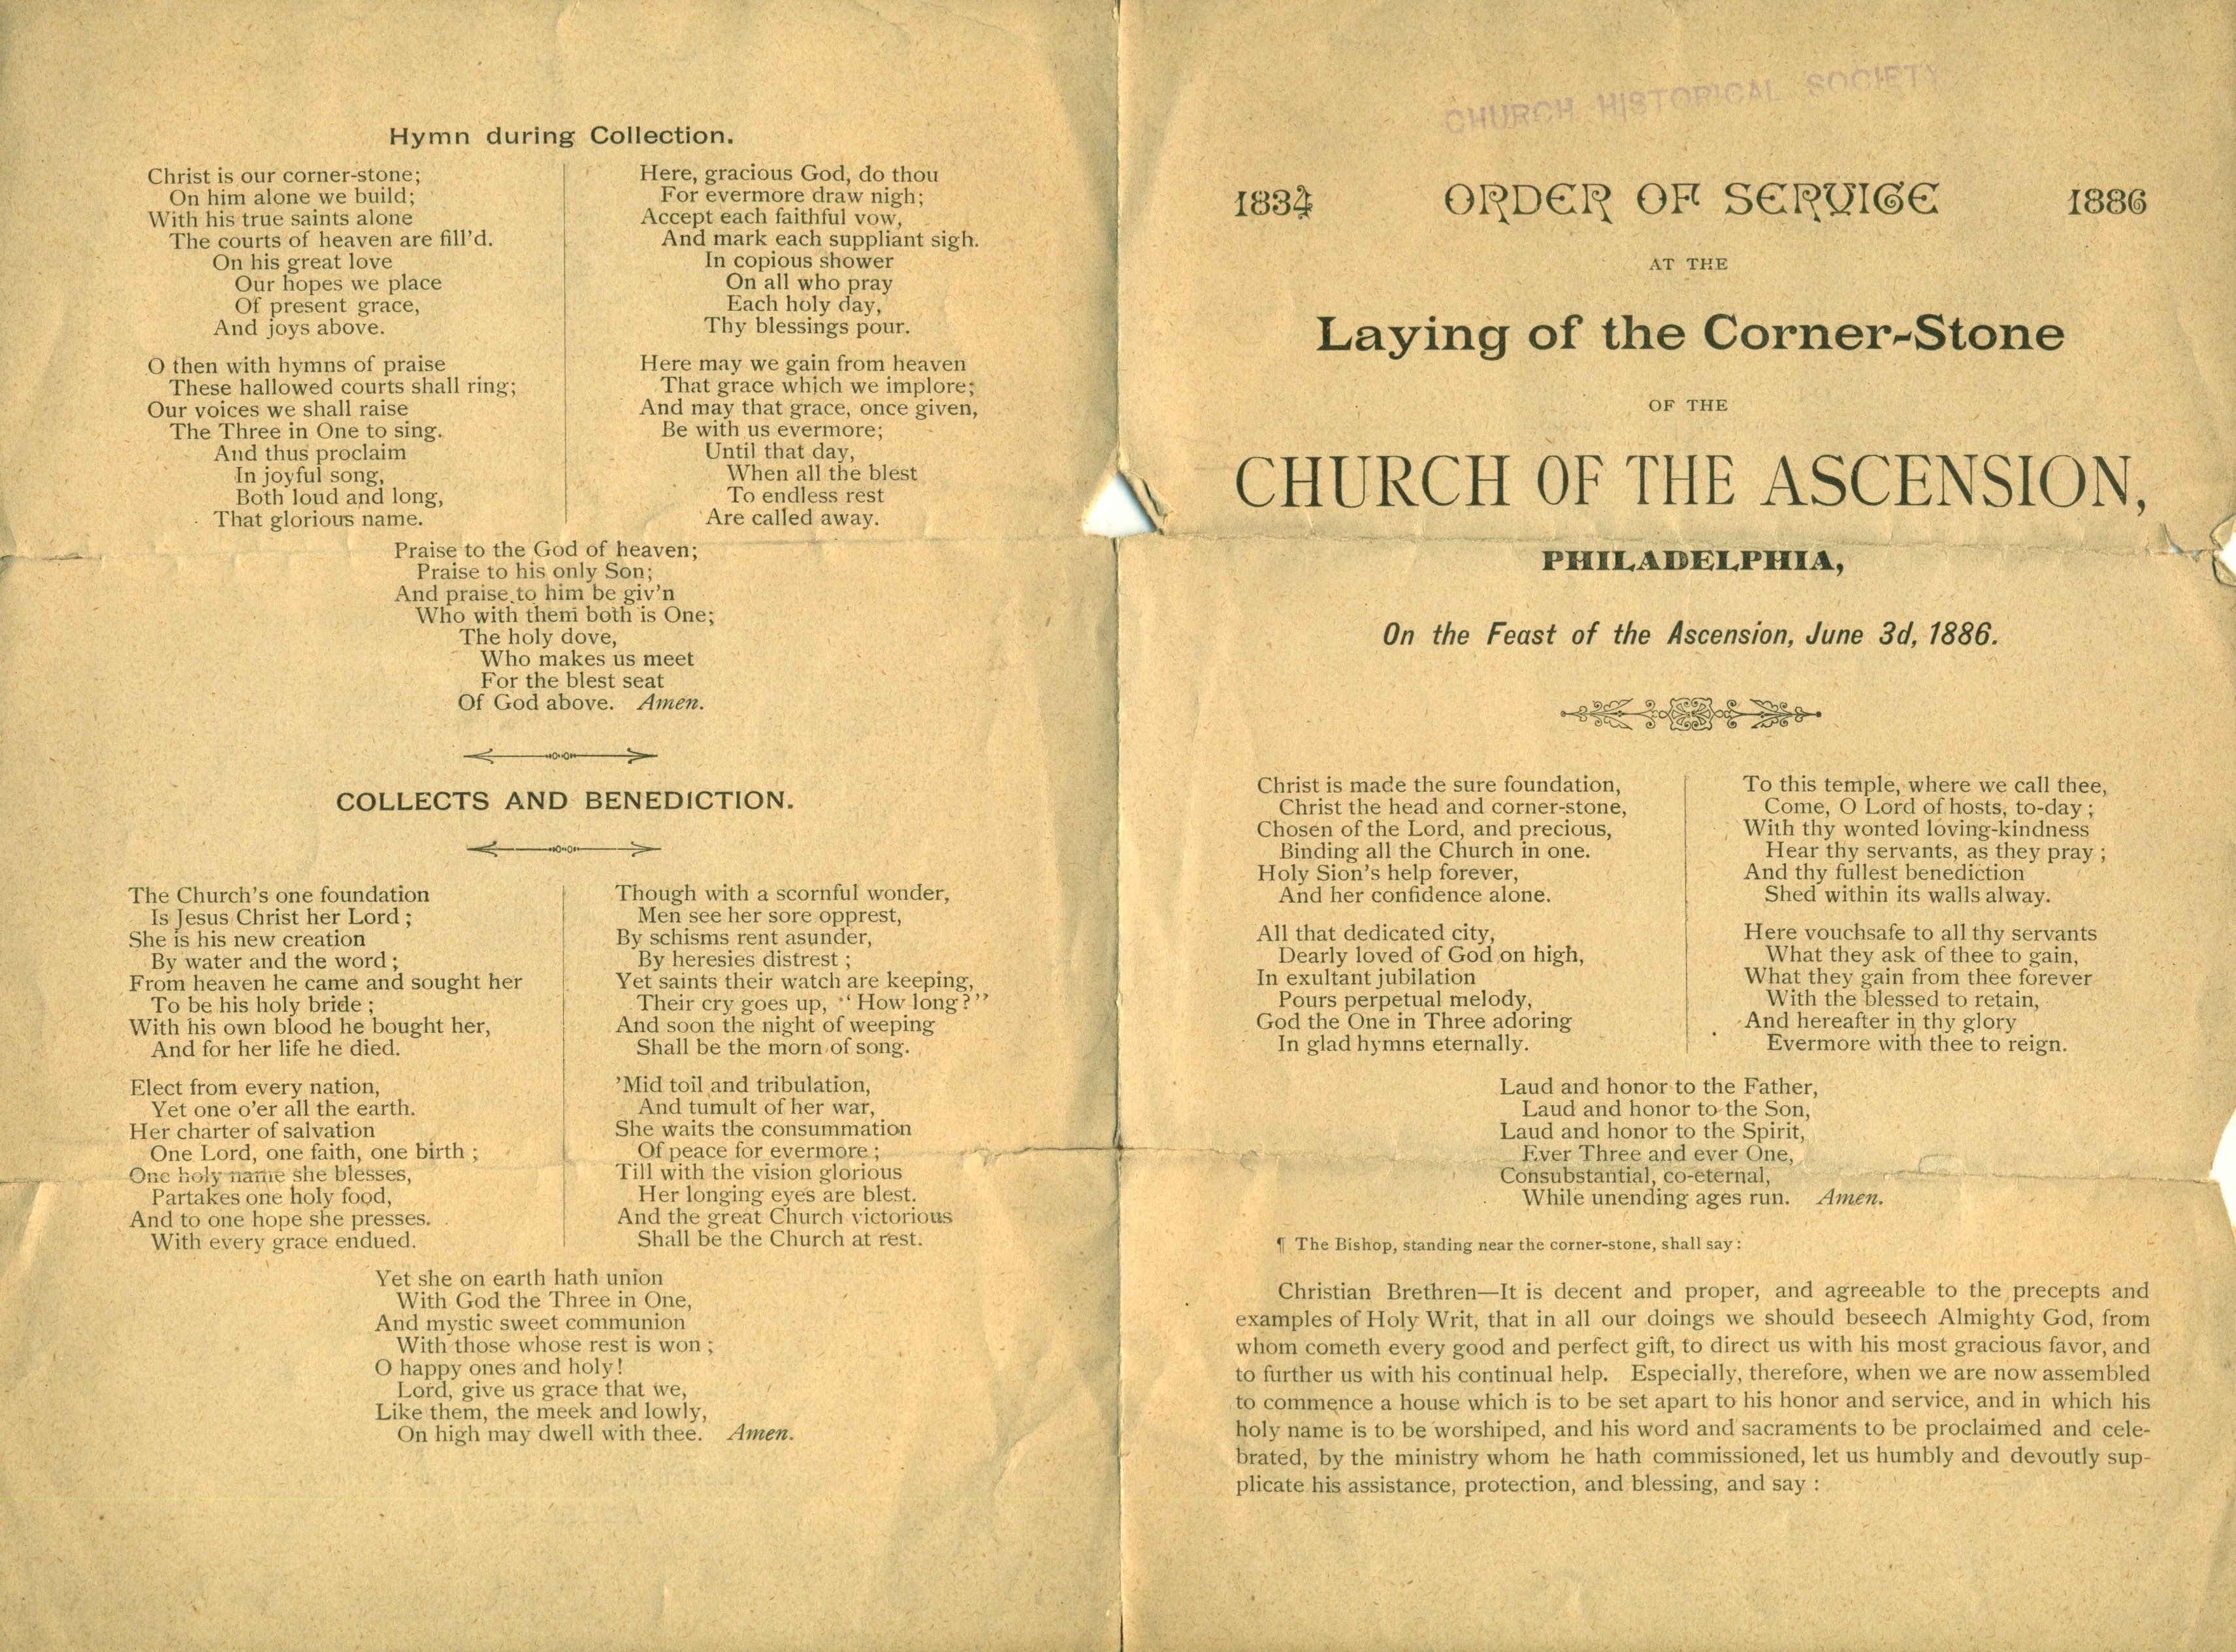 Hymn during Collection.
Christ is our corner-stone;
On him alone we build;
With his true saints alone
The courts of heaven are fill'd.
On his great love
Our hopes we place
Of present grace,
And joys above.
O then with hymns of praise
These hallowed courts shall ring;
Our voices we shall raise
The Three in One to sing.
And thus proclaim
In joyful song,
Both loud and long,
That glorious name.
Here, gracious God, do thou
For evermore draw nigh;
Accept each faithful vow,
And mark each suppliant sigh.
In copious shower
On all who pray
Each holy day,
Thy blessings pour.
Here may we gain from heaven
That grace which we implore;
And may that grace, once given,
Be with us evermore;
Until that day,
When all the blest
To endless rest
Are called away.
Praise to the God of heaven;
Praise to his only Son;
And praise to him be giv'n
Who with them both is One;
The holy dove,
Who makes us meet
For the blest seat
Of God above. Amen.
COLLECTS AND BENEDICTION.
The Church's one foundation
Is Jesus Christ her Lord;
She is his new creation
By water and the word;
From heaven he came and sought her
To be his holy bride;
With his own blood he bought her,
And for her life he died.
Elect from every nation,
Yet one o'er all the earth.
Her charter of salvation
One Lord, one faith, one birth;
One holy name she blesses,
Partakes one holy food,
And to one hope she presses.
With every grace endued.
Though with a scornful wonder,
Men see her sore opprest,
By schisms rent asunder,
By heresies distrest;
Yet saints their watch are keeping,
Their cry goes up, "How long?"
And soon the night of weeping
Shall be the morn of song.
'Mid toil and tribulation,
And tumult of her war,
She waits the consummation
Of peace for evermore;
Till with the vision glorious
Her longing eyes are blest.
And the great Church victorious
Shall be the Church at rest.
Yet she on earth hath union
With God the Three in One,
And mystic sweet communion
With those whose rest is won;
O happy ones and holy!
Lord, give us grace that we,
Like them, the meek and lowly,
On high may dwell with thee. Amen.
CHURCH HISTORICAL SOCIETY
1834 ORDER OF SERVICE 1886
AT THE
Laying of the Corner-Stone
OF THE
CHURCH OF THE ASCENSION,
PHILADELPHIA,
On the Feast of the Ascension, June 3d, 1886.
Christ is made the sure foundation,
Christ the head and corner-stone,
Chosen of the Lord, and precious,
Binding all the Church in one.
Holy Sion's help forever,
And her confidence alone.
All that dedicated city,
Dearly loved of God on high,
In exultant jubilation
Pours perpetual melody,
God the One in Three adoring
In glad hymns eternally.
To this temple, where we call thee,
Come, O Lord of hosts, to-day;
With thy wonted loving-kindness
Hear thy servants, as they pray;
And thy fullest benediction
Shed within its walls alway.
Here vouchsafe to all thy servants
What they ask of thee to gain,
What they gain from thee forever
With the blessed to retain,
And hereafter in thy glory
Evermore with thee to reign.
Laud and honor to the Father,
Laud and honor to the Son,
Laud and honor to the Spirit,
Ever Three and ever One,
Consubstantial, co-eternal,
While unending ages run. Amen.
¶ The Bishop, standing near the corner-stone, shall say:
Christian Brethren—It is decent and proper, and agreeable to the precepts and
examples of Holy Writ, that in all our doings we should beseech Almighty God, from
whom cometh every good and perfect gift, to direct us with his most gracious favor, and
to further us with his continual help. Especially, therefore, when we are now assembled
to commence a house which is to be set apart to his honor and service, and in which his
holy name is to be worshiped, and his word and sacraments to be proclaimed and cele-
brated, by the ministry whom he hath commissioned, let us humbly and devoutly sup-
plicate his assistance, protection, and blessing, and say :